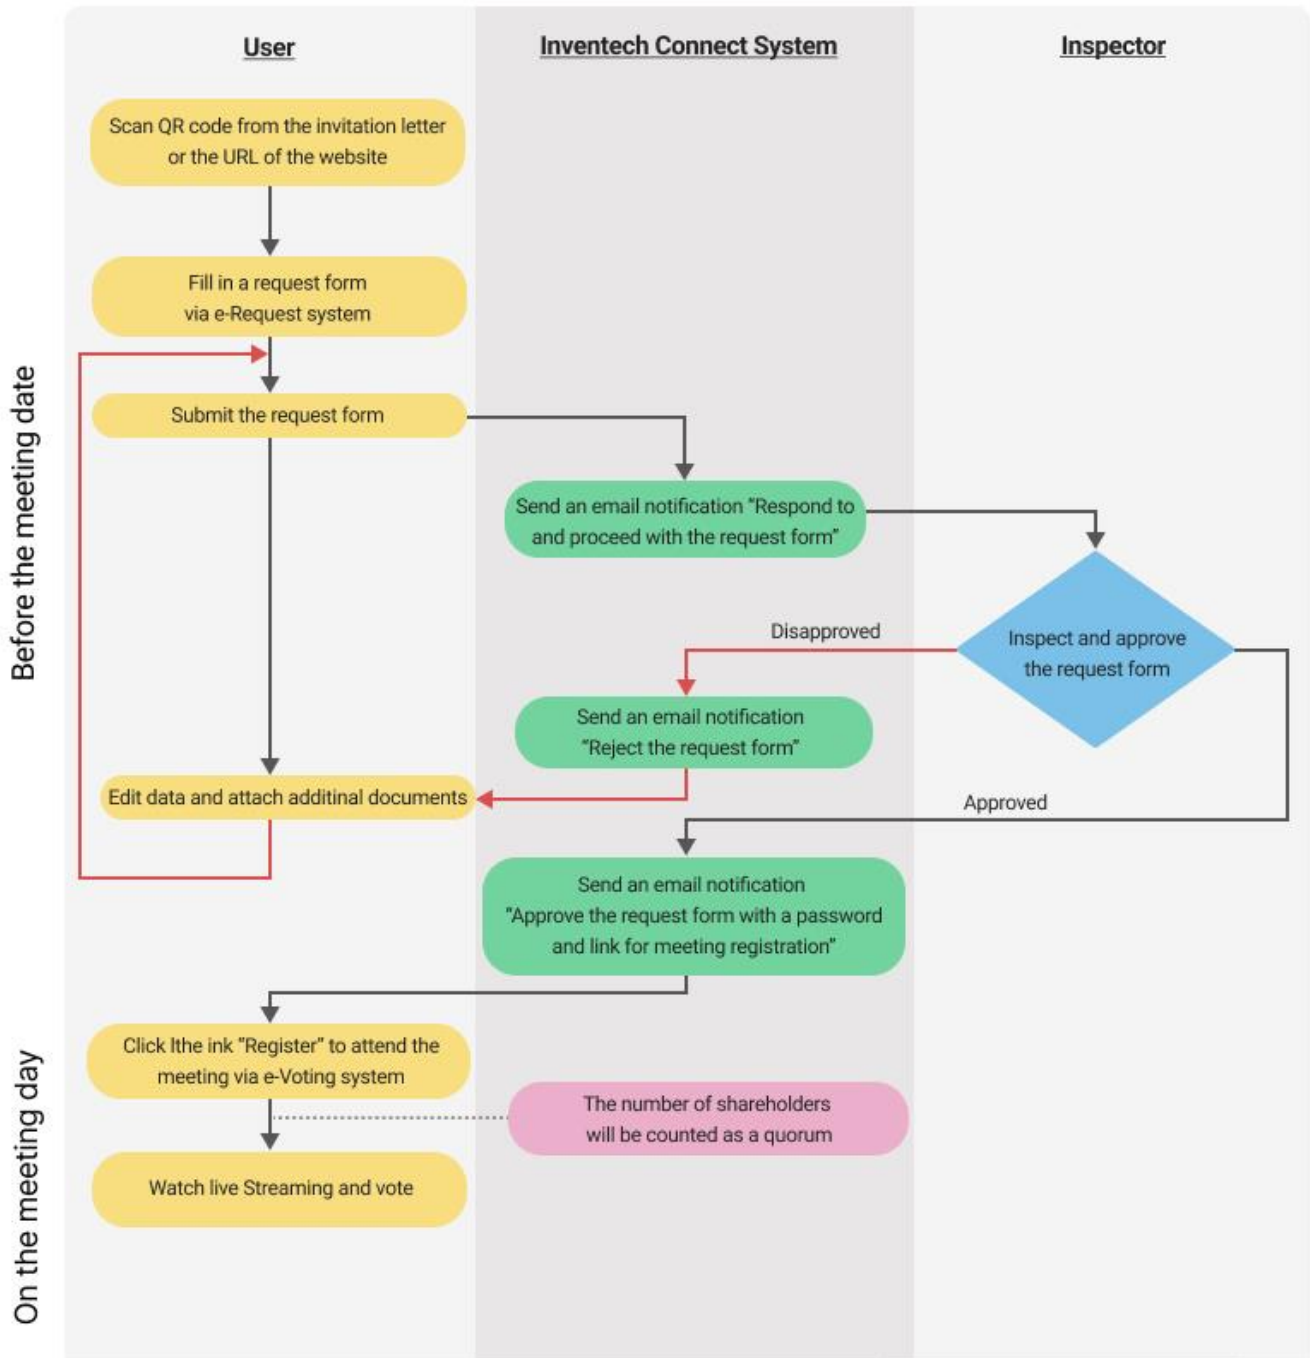 User
Inventech Connect System
Inspector
Before the meeting date
Scan QR code from the invitation letter
or the URL of the website
Fill in a request form
via e-Request system
Submit the request form
Send an email notification “Respond to
and proceed with the request form”
Inspect and approve
the request form
Disapproved
Send an email notification
“Reject the request form”
Edit data and attach additinal documents
Approved
Send an email notification
“Approve the request form with a password
and link for meeting registration”
On the meeting day
Click lthe ink “Register” to attend the
meeting via e-Voting system
The number of shareholders
will be counted as a quorum
Watch live Streaming and vote